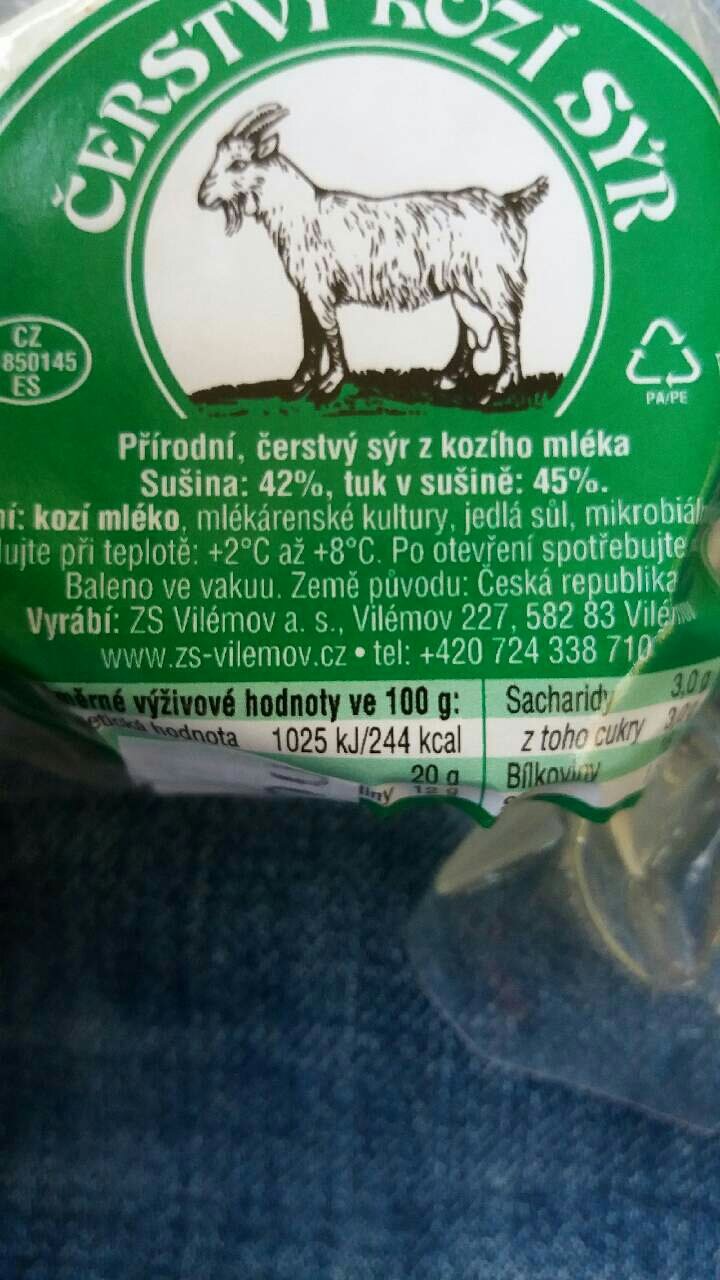 ČERSTVÝ KOZÍ SÝR
CZ
850145
ES
PA/PE
Přírodní, čerstvý sýr z kozího mléka
Sušina: 42%, tuk v sušině: 45%.
kozí mléko, mlékárenské kultury, jedlá sůl,
při teplotě: +2°C až +8°C. Po otevření spotřebujte
Baleno ve vakuu. Země původu: Česká republika
Vyrábí: ZS Vilémov a. s., Vilémov 227, 582 83
www.zs-vilemov.cz • tel: +420 724 338 710
výživové hodnoty ve 100 g:
hodnota 1025 kJ/244 kcal
20 g
12 g
Sacharidy 3,0 g
z toho cukry
Bílkoviny